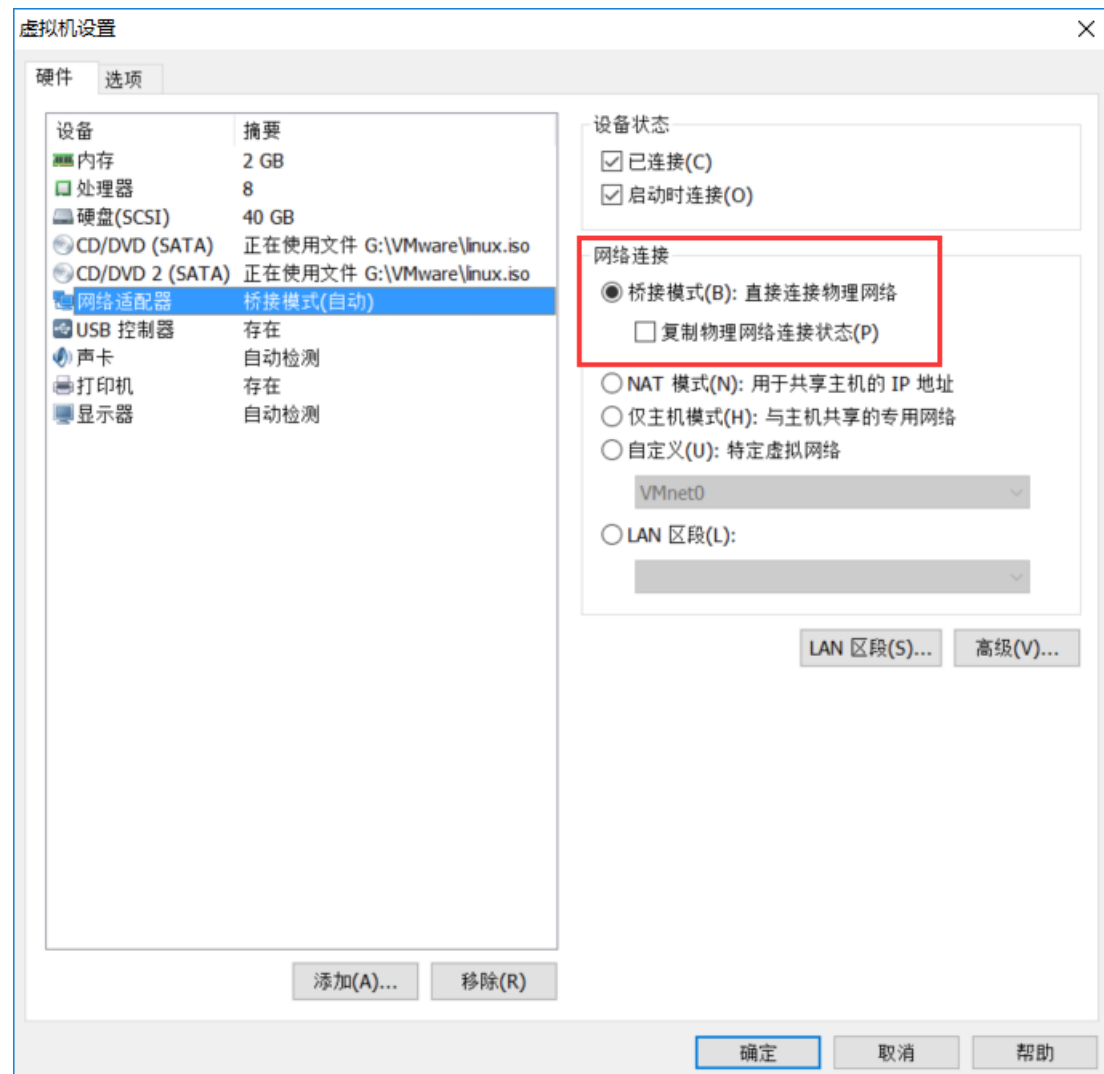 虚拟机设置
硬件 选项
设备 摘要
内存 2 GB
处理器 8
硬盘(SCSI) 40 GB
CD/DVD (SATA) 正在使用文件 G:\VMware\linux.iso
CD/DVD 2 (SATA) 正在使用文件 G:\VMware\linux.iso
网络适配器 桥接模式(自动)
USB 控制器 存在
声卡 自动检测
打印机 存在
显示器 自动检测
添加(A)... 移除(R)
设备状态
已连接(C)
启动时连接(O)
网络连接
桥接模式(B): 直接连接物理网络
复制物理网络连接状态(P)
NAT 模式(N): 用于共享主机的 IP 地址
仅主机模式(H): 与主机共享的专用网络
自定义(U): 特定虚拟网络
VMnet0
LAN 区段(L):
LAN 区段(S)... 高级(V)...
确定 取消 帮助